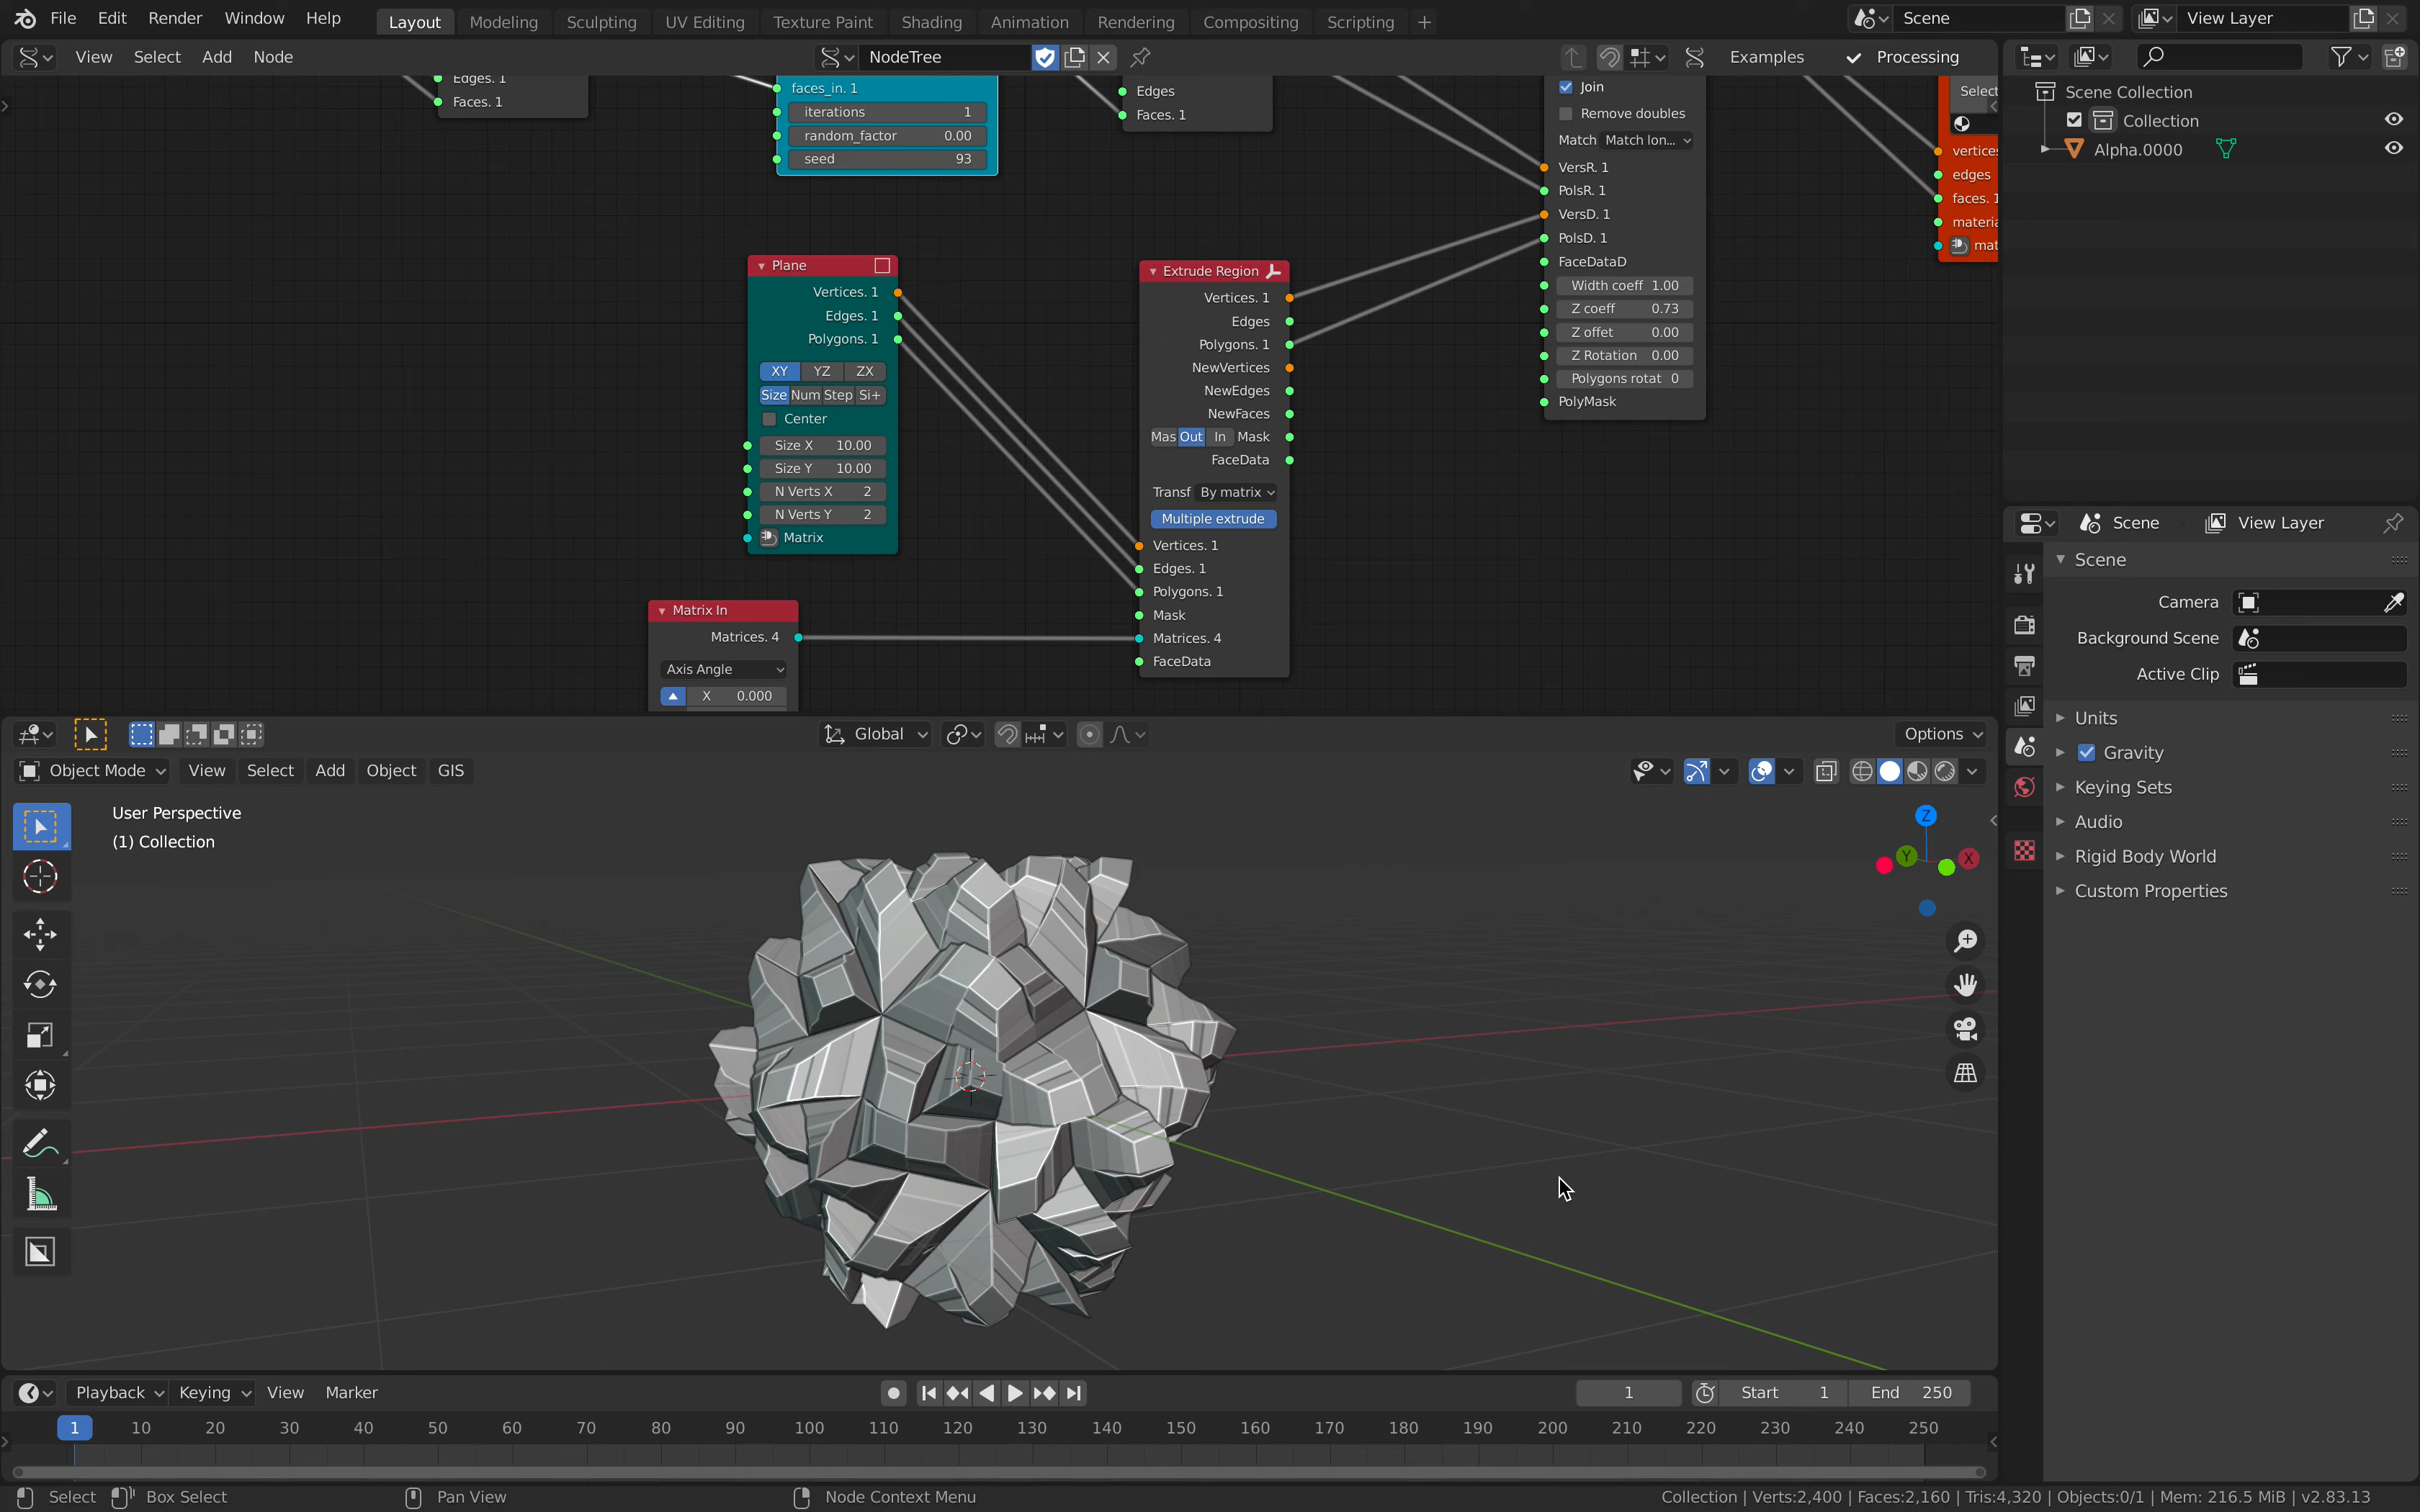 File Edit Render Window Help Layout Modeling Sculpting UV Editing Texture Paint Shading Animation Rendering Compositing Scripting + Scene View Layer
View Select Add Node NodeTree Examples Processing
Edges. 1
Faces. 1
faces_in. 1
iterations 1
random_factor 0.00
seed 93
Edges
Faces. 1
Join
Remove doubles
Match Match lon...
VersR. 1
PolsR. 1
VersD. 1
PolsD. 1
FaceDataD
Width coeff 1.00
Z coeff 0.73
Z offet 0.00
Z Rotation 0.00
Polygons rotat 0
PolyMask
Select
vertices
edges
faces. 1
materia
mat
Plane
Vertices. 1
Edges. 1
Polygons. 1
XY YZ ZX
Size Num Step Si+
Center
Size X 10.00
Size Y 10.00
N Verts X 2
N Verts Y 2
Matrix
Matrix In
Matrices. 4
Axis Angle
X 0.000
Extrude Region
Vertices. 1
Edges
Polygons. 1
NewVertices
NewEdges
NewFaces
Mas Out In Mask
FaceData
Transf By matrix
Multiple extrude
Vertices. 1
Edges. 1
Polygons. 1
Mask
Matrices. 4
FaceData
Scene Collection
Collection
Alpha.0000
Scene View Layer
Scene
Camera
Background Scene
Active Clip
Units
Gravity
Keying Sets
Audio
Rigid Body World
Custom Properties
Global Options
Object Mode View Select Add Object GIS
User Perspective
(1) Collection
Z
Y X
Playback Keying View Marker 1 Start 1 End 250
1 10 20 30 40 50 60 70 80 90 100 110 120 130 140 150 160 170 180 190 200 210 220 230 240 250
Select Box Select Pan View Node Context Menu Collection | Verts:2,400 | Faces:2,160 | Tris:4,320 | Objects:0/1 | Mem: 216.5 MiB | v2.83.13